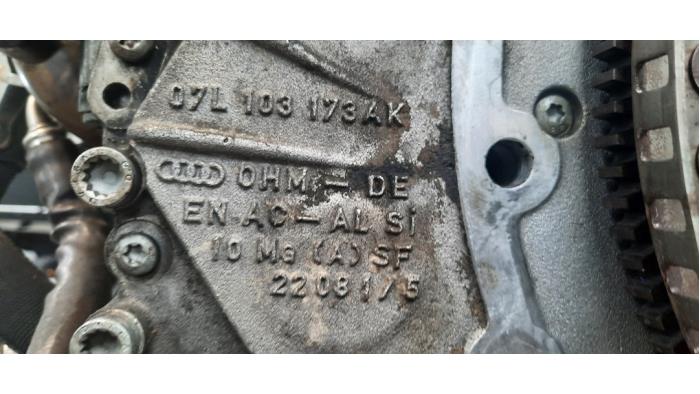 07L 103 173AK
OHM - DE
EN AC - AL Si
10 Mg (A) SF
22081/5